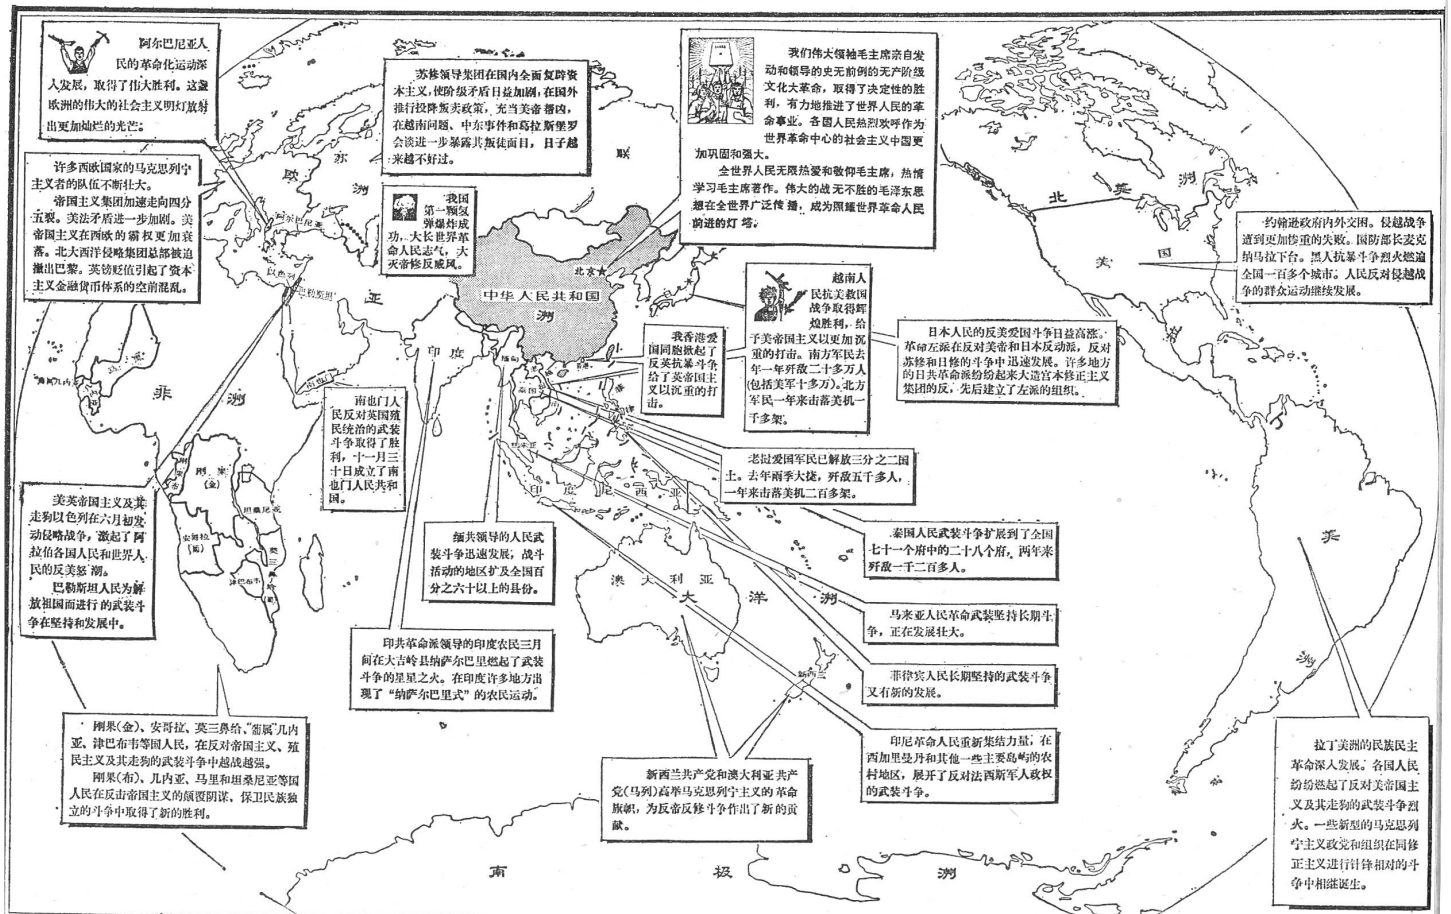 阿尔巴尼亚人
民的革命化运动深
入发展，取得了伟大胜利。这盏
欧洲的伟大的社会主义明灯放射
出更加灿烂的光芒。
许多西欧国家的马克思列宁
主义者的队伍不断壮大。
帝国主义集团加速走向四分
五裂。美法矛盾进一步加剧。美
帝国主义在西欧的霸权更加衰
落。北大西洋侵略集团总部被迫
撤出巴黎。英镑贬值引起了资本
主义金融货币体系的空前混乱。
苏修领导集团在国内全面复辟资
本主义，使阶级矛盾日益加剧，在国外
推行投降叛卖政策，充当美帝帮凶，
在越南问题、中东事件和葛拉斯堡罗
会谈进一步暴露其叛徒面目，日子越
来越不好过。
我国
第一颗氢
弹爆炸成
功，大长世界革
命人民志气，大
灭帝修反威风。
我们伟大领袖毛主席亲自发
动和领导的史无前例的无产阶级
文化大革命，取得了决定性的胜
利，有力地推进了世界人民的革
命事业。各国人民热烈欢呼作为
世界革命中心的社会主义中国更
加巩固和强大。
全世界人民无限热爱和敬仰毛主席，热情
学习毛主席著作。伟大的战无不胜的毛泽东思
想在全世界广泛传播，成为照耀世界革命人民
前进的灯塔。
约翰逊政府内外交困。侵越战争
遭到更加惨重的失败。国防部长麦克
纳马拉下台。黑人抗暴斗争烈火燃遍
全国一百多个城市。人民反对侵越战
争的群众运动继续发展。
越南人
民抗美救国
战争取得辉
煌胜利，给
予美帝国主义以更加沉
重的打击。南方军民去
年一年歼敌二十多万人
(包括美军十多万)。北方
军民一年来击落美机一
千多架。
我香港爱
国同胞掀起了
反英抗暴斗争
给了英帝国主
义以沉重的打
击。
日本人民的反美爱国斗争日益高涨。
革命左派在反对美帝和日本反动派，反对
苏修和日修的斗争中迅速发展。许多地方
的日共革命派纷纷起来大造宫本修正主义
集团的反，先后建立了左派的组织。
南也门人
民反对英国殖
民统治的武装
斗争取得了胜
利，十一月三
十日成立了南
也门人民共和
国。
老挝爱国军民已解放三分之二国
土。去年雨季大捷，歼敌五千多人，
一年来击落美机二百多架。
美英帝国主义及其
走狗以色列在六月初发
动侵略战争，激起了阿
拉伯各国人民和世界人
民的反美怒潮。
巴勒斯坦人民为解
放祖国而进行的武装斗
争在坚持和发展中。
缅共领导的人民武
装斗争迅速发展，战斗
活动的地区扩及全国百
分之六十以上的县份。
泰国人民武装斗争扩展到了全国
七十一个府中的二十八个府，两年来
歼敌一千二百多人。
马来亚人民革命武装坚持长期斗
争，正在发展壮大。
印共革命派领导的印度农民三月
间在大吉岭县纳萨尔巴里燃起了武装
斗争的星星之火。在印度许多地方出
现了“纳萨尔巴里式”的农民运动。
菲律宾人民长期坚持的武装斗争
又有新的发展。
刚果(金)、安哥拉、莫三鼻给、“葡属”几内
亚、津巴布韦等国人民，在反对帝国主义、殖
民主义及其走狗的武装斗争中越战越强。
刚果(布)、几内亚、马里和坦桑尼亚等国
人民在反击帝国主义的颠覆阴谋、保卫民族独
立的斗争中取得了新的胜利。
新西兰共产党和澳大利亚共产
党(马列)高举马克思列宁主义的革命
旗帜，为反帝反修斗争作出了新的贡
献。
印尼革命人民重新集结力量，在
西加里曼丹和其他一些主要岛屿的农
村地区，展开了反对法西斯军人政权
的武装斗争。
拉丁美洲的民族民主
革命深入发展。各国人民
纷纷燃起了反对美帝国主
义及其走狗的武装斗争烈
火。一些新型的马克思列
宁主义政党和组织在同修
正主义进行针锋相对的斗
争中相继诞生。
欧 洲
苏 联
阿尔巴尼亚
以色列
巴勒斯坦
亚 洲
北京
中华人民共和国
印度
缅甸
泰国
南也门
非 洲
刚果(金)
刚果(布)
坦桑尼亚
安哥拉(葡)
莫三鼻给(葡)
津巴布韦
马来亚
印度尼西亚
澳大利亚
大洋洲
新西兰
北美洲
美国
南美洲
南极洲